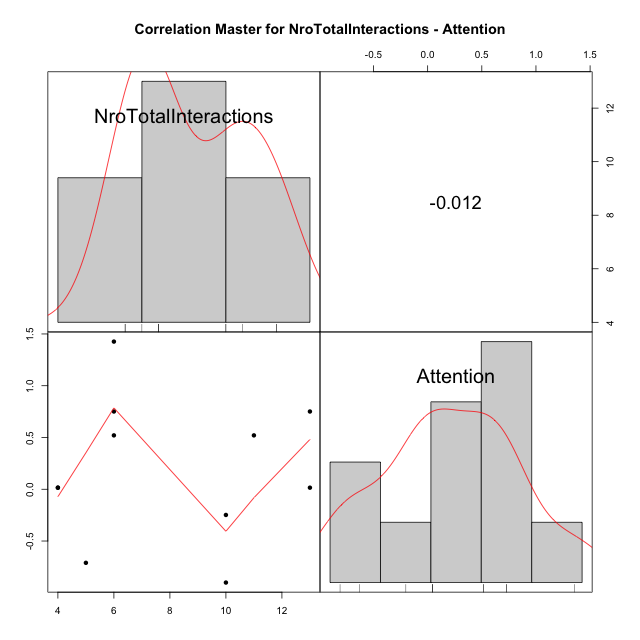 Correlation Master for NroTotalInteractions - Attention
-0.5 0.0 0.5 1.0 1.5
NroTotalInteractions
-0.012
12
10
8
6
4
1.5
1.0
0.5
0.0
-0.5
Attention
4 6 8 10 12